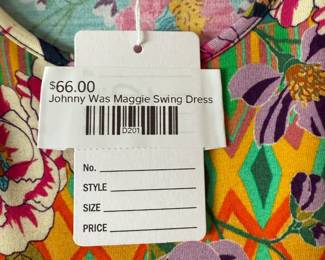 $66.00
Johnny Was Maggie Swing Dress
D201
No.
STYLE
SIZE
PRICE